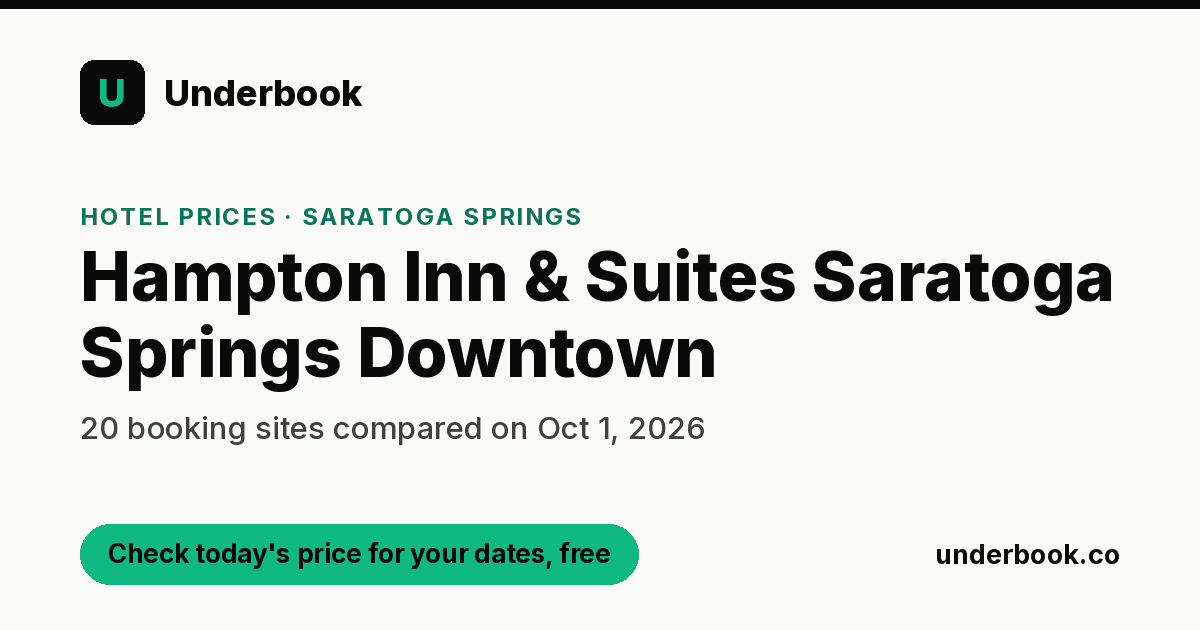 U Underbook
HOTEL PRICES · SARATOGA SPRINGS
Hampton Inn & Suites Saratoga
Springs Downtown
20 booking sites compared on Oct 1, 2026
Check today's price for your dates, free
underbook.co